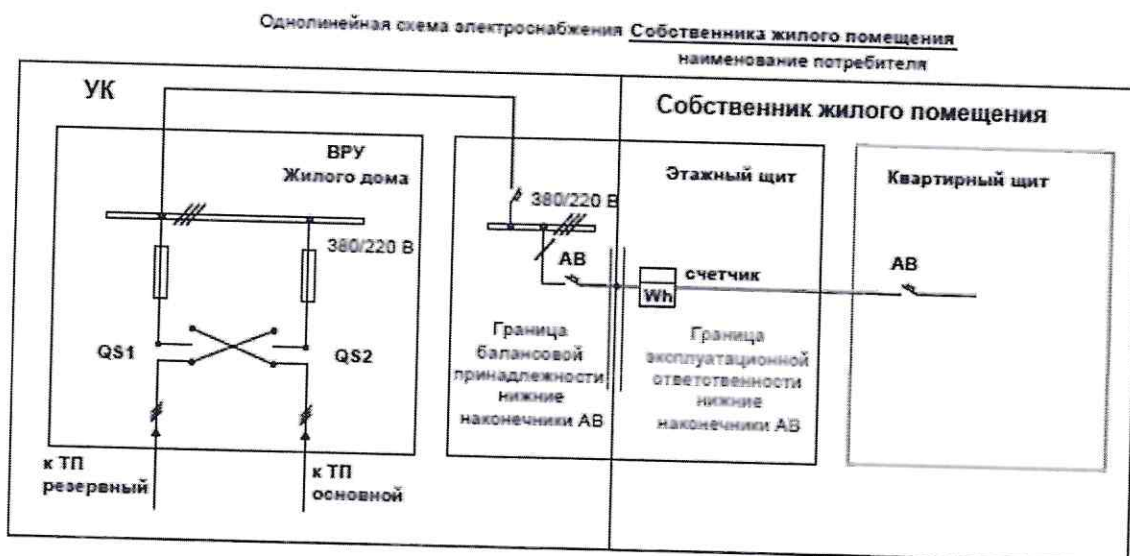 Однолинейная схема электроснабжения Собственника жилого помещения
наименование потребителя
УК
Собственник жилого помещения
ВРУ
Жилого дома
380/220 В
QS1
QS2
к ТП
резервный
к ТП
основной
Этажный щит
380/220 В
АВ
счетчик
Wh
Граница
балансовой
принадлежности
нижние
наконечники АВ
Граница
эксплуатационной
ответственности
нижние
наконечники АВ
Квартирный щит
АВ